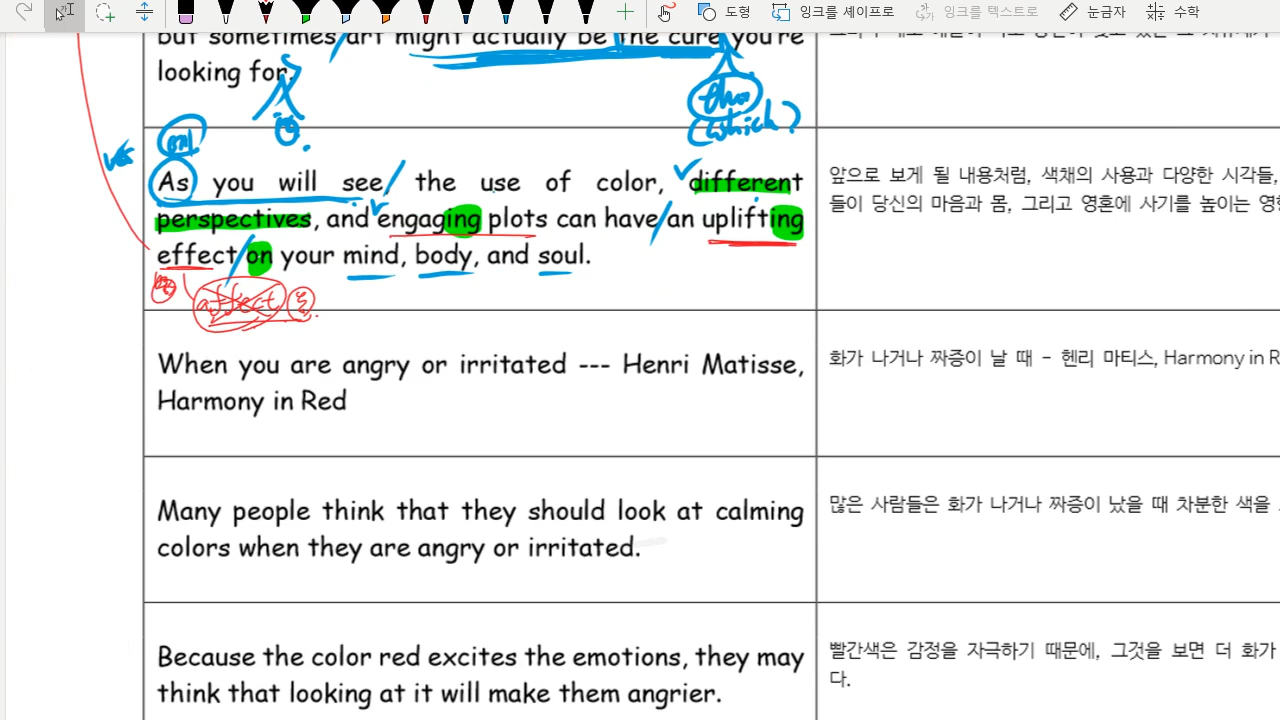 도형
잉크를 셰이프로
잉크를 텍스트로
눈금자
수학
but sometimes art might actually be the cure you're
looking for.
(which)
As you will see, the use of color, different
perspectives, and engaging plots can have an uplifting
effect on your mind, body, and soul.
affect
앞으로 보게 될 내용처럼, 색채의 사용과 다양한 시각들,
들이 당신의 마음과 몸, 그리고 영혼에 사기를 높이는 영
When you are angry or irritated --- Henri Matisse,
Harmony in Red
화가 나거나 짜증이 날 때 – 헨리 마티스, Harmony in R
Many people think that they should look at calming
colors when they are angry or irritated.
많은 사람들은 화가 나거나 짜증이 났을 때 차분한 색을
Because the color red excites the emotions, they may
think that looking at it will make them angrier.
빨간색은 감정을 자극하기 때문에, 그것을 보면 더 화가
다.